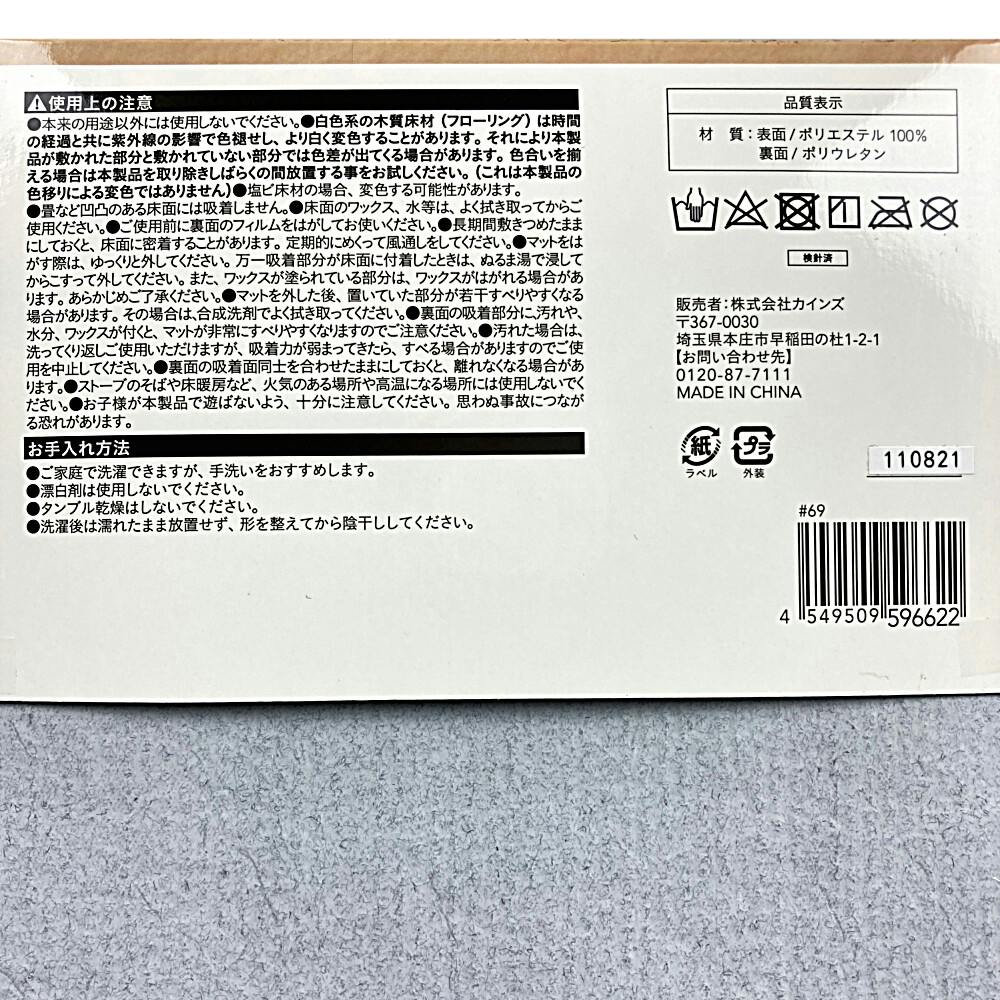 使用上の注意
●本来の用途以外には使用しないでください。●白色系の木質床材(フローリング)は時間
の経過と共に紫外線の影響で色褪せし、より白く変色することがあります。それにより本製
品が敷かれた部分と敷かれていない部分では色差が出てくる場合があります。色合いを揃
える場合は本製品を取り除きしばらくの間放置する事をお試しください。(これは本製品の
色移りによる変色ではありません)●塩ビ床材の場合、変色する可能性があります。
●畳など凹凸のある床面には吸着しません。●床面のワックス、水等は、よく拭き取ってからご
使用ください。●ご使用前に裏面のフィルムをはがしてお使いください。●長期間敷きつめたまま
にしておくと、床面に密着することがあります。定期的にめくって風通しをしてください。●マットをは
がす際は、ゆっくりと外してください。万一吸着部分が床面に付着したときは、ぬるま湯で浸して
からこすって外してください。また、ワックスが塗られている部分は、ワックスがはがれる場合があ
ります。あらかじめご了承ください。●マットを外した後、置いていた部分が若干すべりやすくなる
場合があります。その場合は、合成洗剤でよく拭き取ってください。●裏面の吸着部分に汚れや、
水分、ワックスが付くと、マットが非常にすべりやすくなりますのでご注意ください。●汚れた場合は、
洗ってくり返しご使用いただけますが、吸着力が弱まってきたら、すべる場合がありますのでご使
用を中止してください。●裏面の吸着面同士を合わせたままにしておくと、離れなくなる場合があ
ります。●ストーブのそばや床暖房など、火気のある場所や高温になる場所には使用しないでく
ださい。●お子様が本製品で遊ばないよう、十分に注意してください。思わぬ事故につなが
る恐れがあります。
お手入れ方法
●ご家庭で洗濯できますが、手洗いをおすすめします。
●漂白剤は使用しないでください。
●タンブル乾燥はしないでください。
●洗濯後は濡れたまま放置せず、形を整えてから陰干ししてください。
品質表示
材 質:表面/ポリエステル 100%
裏面/ポリウレタン
検針済
販売者:株式会社カインズ
〒367-0030
埼玉県本庄市早稲田の杜1-2-1
【お問い合わせ先】
0120-87-7111
MADE IN CHINA
紙
ラベル
プラ
外装
110821
#69
4 549509 596622